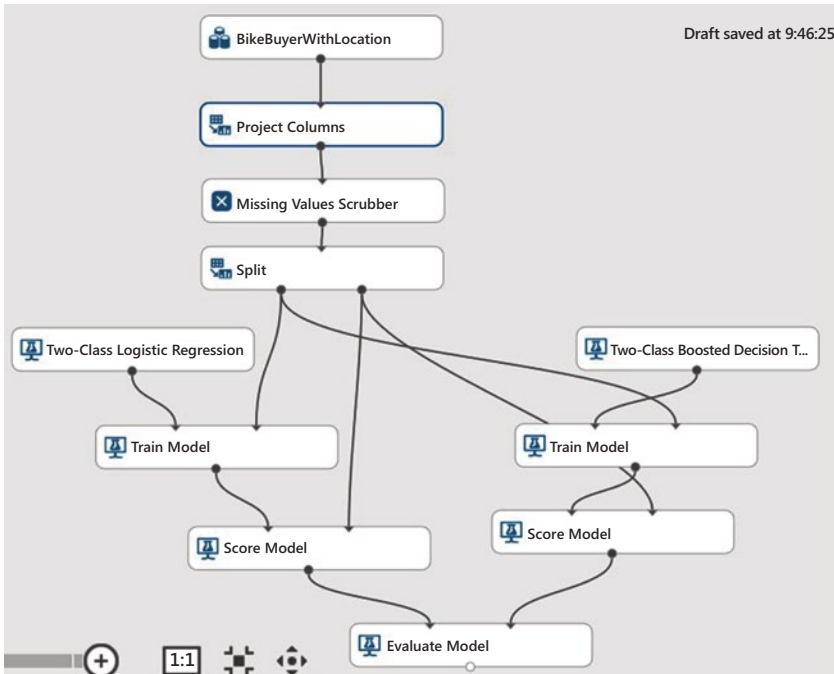 BikeBuyerWithLocation
Draft saved at 9:46:25
Project Columns
Missing Values Scrubber
Split
Two-Class Logistic Regression
Two-Class Boosted Decision T...
Train Model
Train Model
Score Model
Score Model
Evaluate Model
1:1